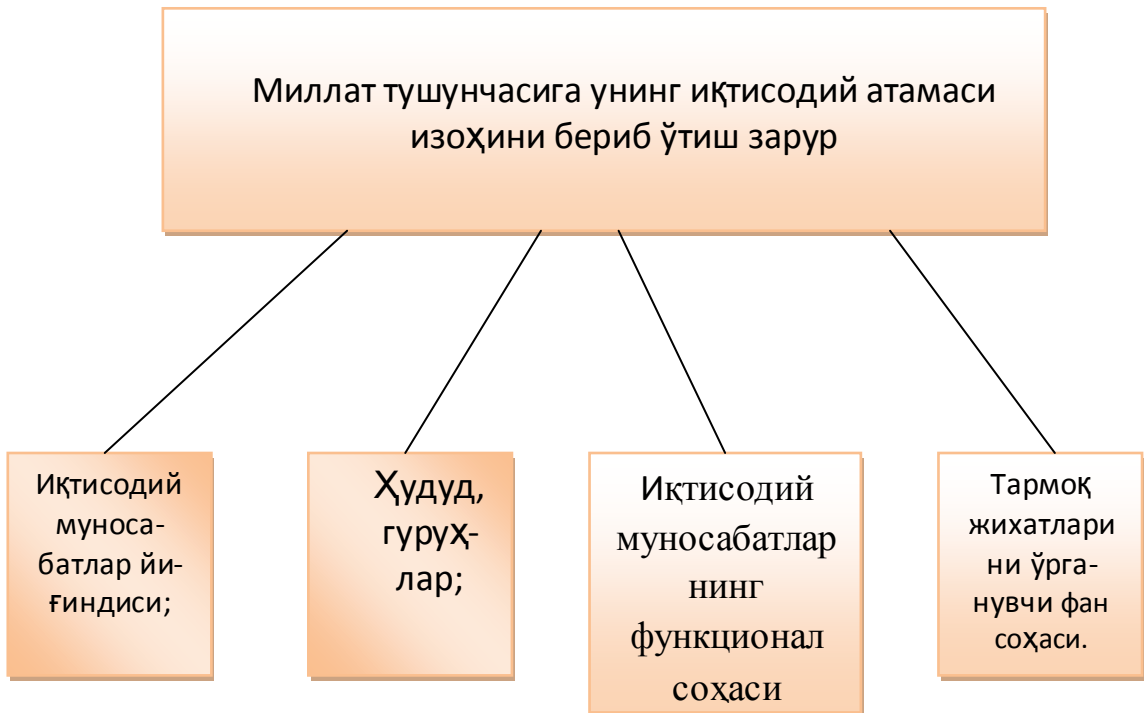 Миллат тушунчасига унинг иқтисодий атамаси
изоҳини бериб ўтиш зарур
Иқтисодий
муноса-
батлар йи-
ғиндиси;
Ҳудуд,
гуруҳ-
лар;
Иқтисодий
муносабатлар
нинг
функционал
соҳаси
Тармоқ
жихатлари
ни ўрга-
нувчи фан
соҳаси.